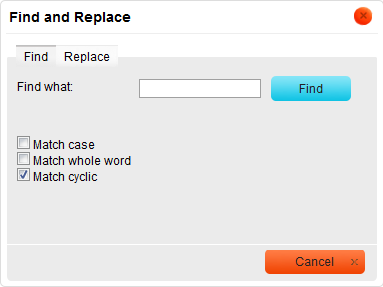 Find and Replace
Find Replace
Find what:
Find
Match case
Match whole word
Match cyclic
Cancel